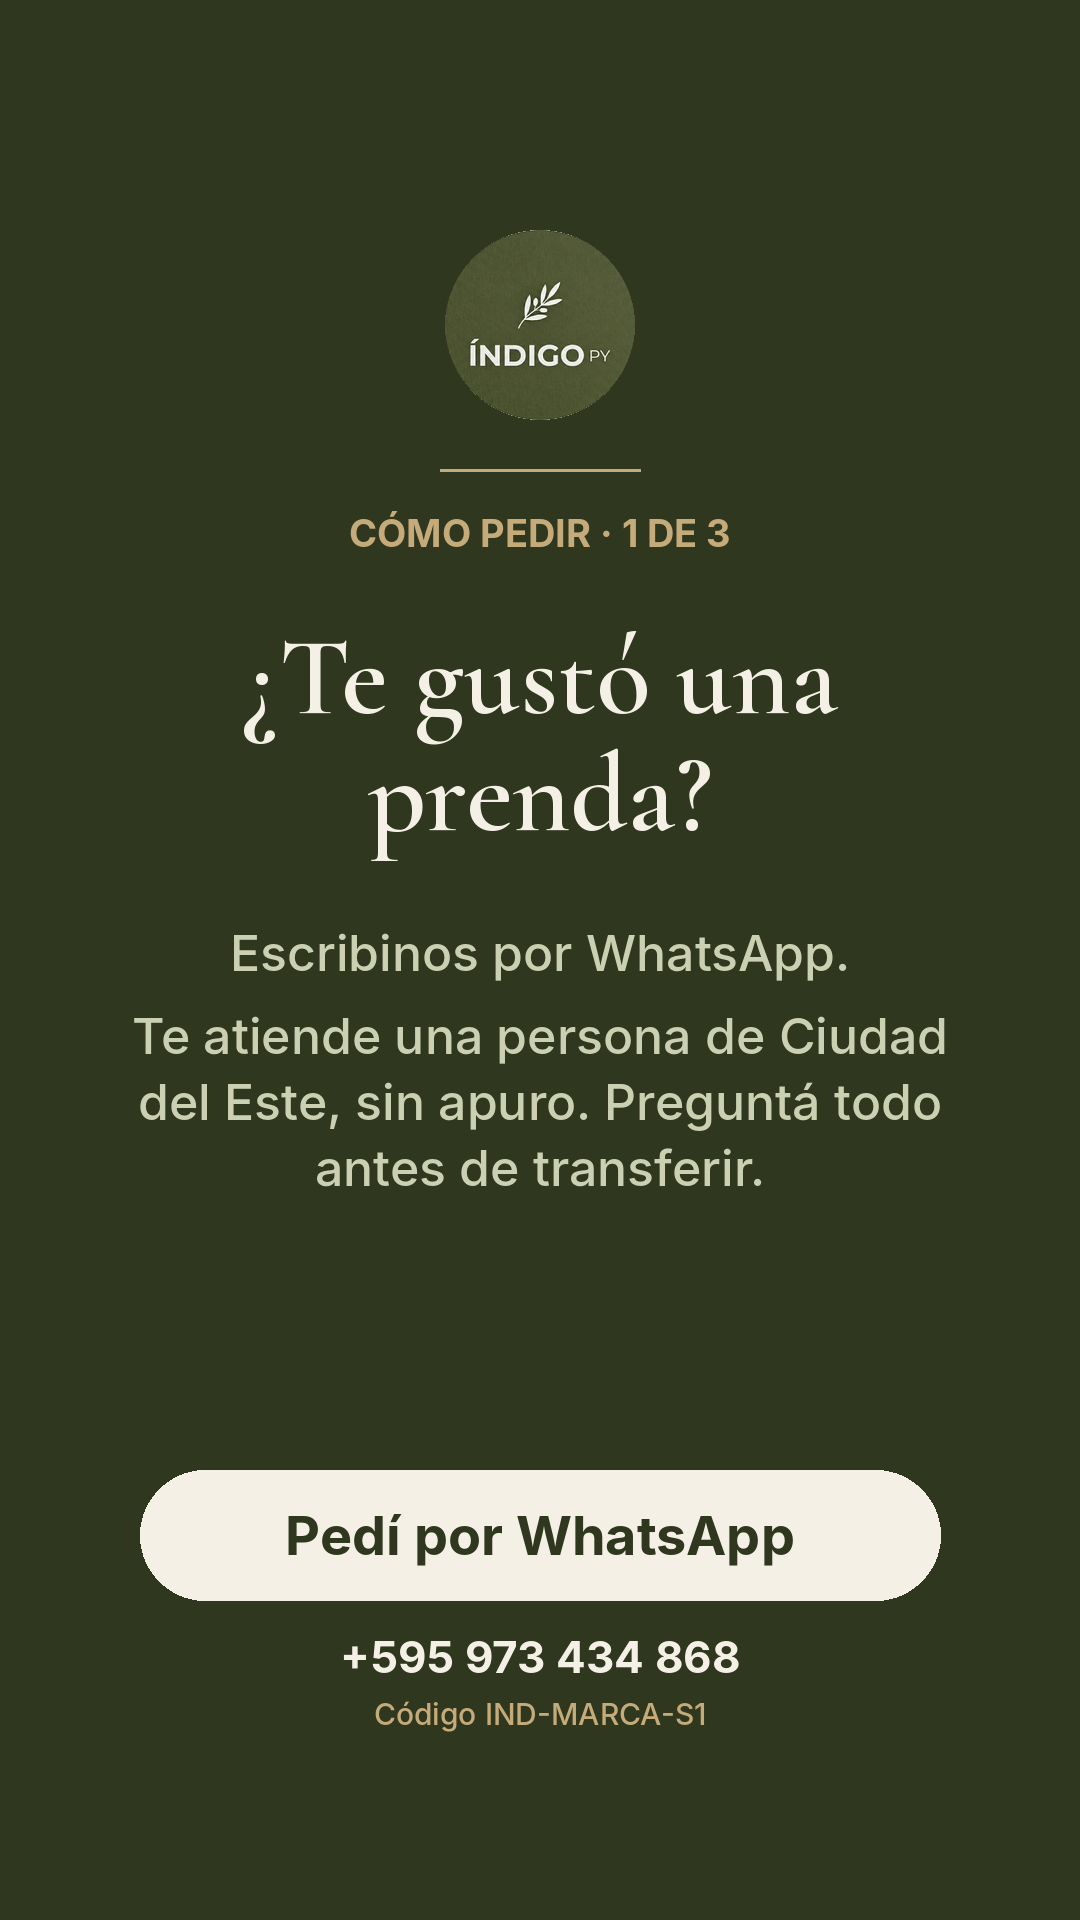 ÍNDIGO PY
CÓMO PEDIR · 1 DE 3
¿Te gustó una
prenda?
Escribinos por WhatsApp.
Te atiende una persona de Ciudad
del Este, sin apuro. Preguntá todo
antes de transferir.
Pedí por WhatsApp
+595 973 434 868
Código IND-MARCA-S1